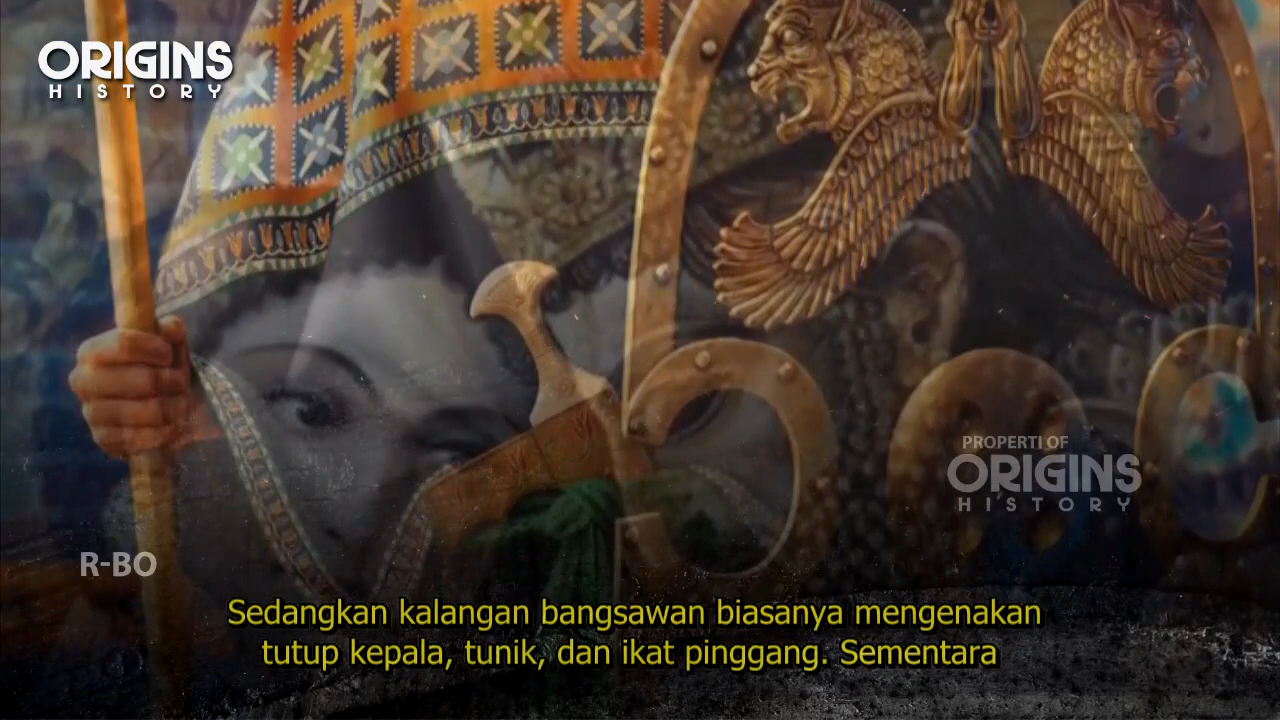 ORIGINS
HISTORY
PROPERTI OF
ORIGINS
HISTORY
R-BO
Sedangkan kalangan bangsawan biasanya mengenakan
tutup kepala, tunik, dan ikat pinggang. Sementara